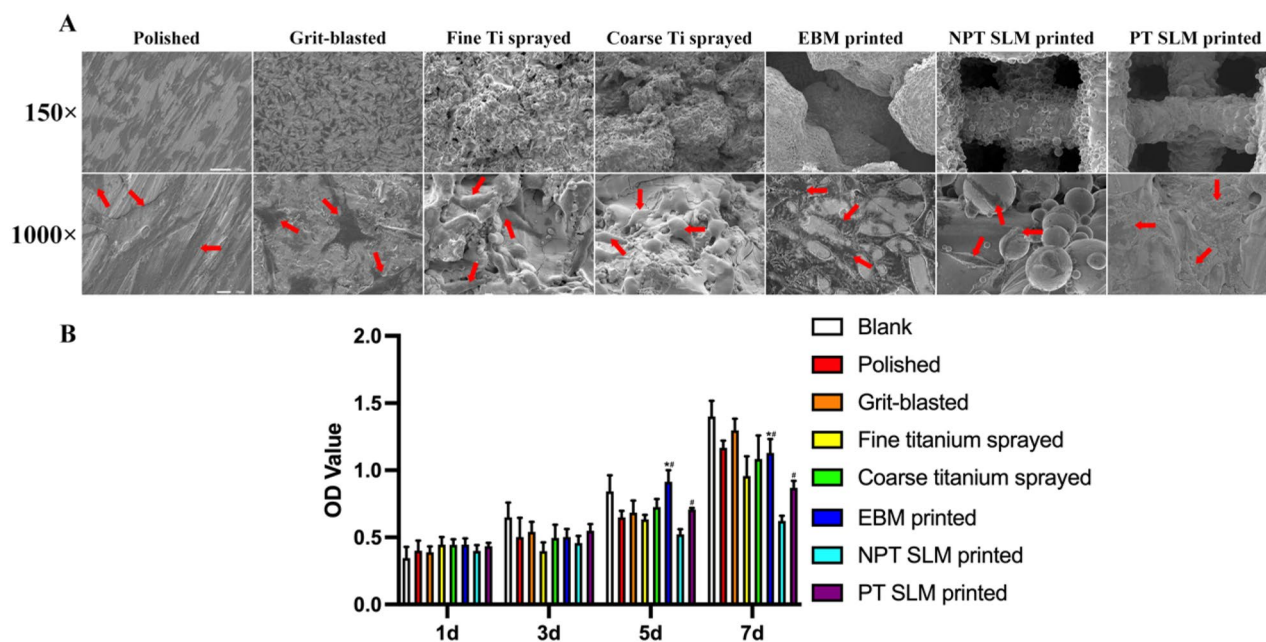 A
Polished Grit-blasted Fine Ti sprayed Coarse Ti sprayed EBM printed NPT SLM printed PT SLM printed
150×
1000×
B
OD Value
2.0
1.5
1.0
0.5
0.0
*# # *# #
1d 3d 5d 7d
Blank
Polished
Grit-blasted
Fine titanium sprayed
Coarse titanium sprayed
EBM printed
NPT SLM printed
PT SLM printed